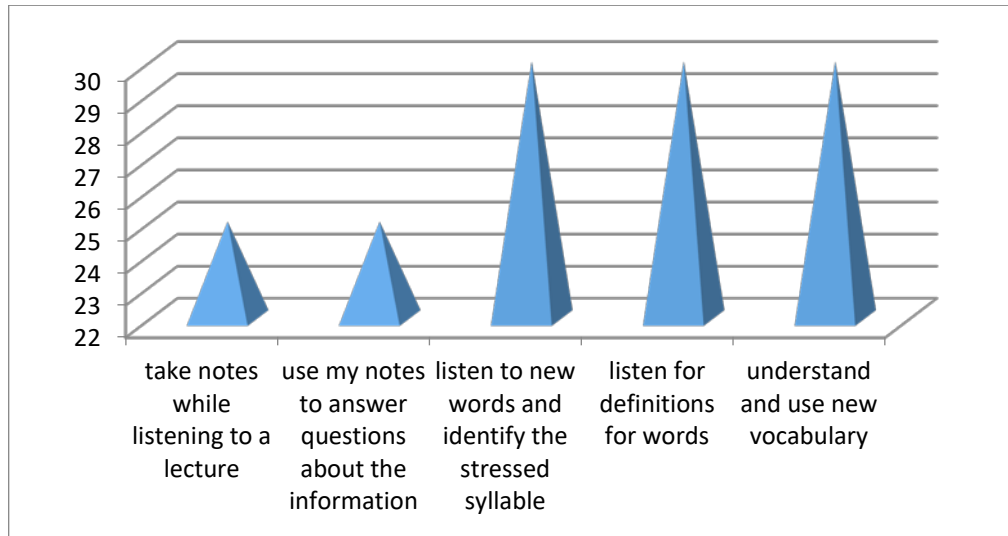 30
29
28
27
26
25
24
23
22
take notes
while
listening to a
lecture
use my notes
to answer
questions
about the
information
listen to new
words and
identify the
stressed
syllable
listen for
definitions
for words
understand
and use new
vocabulary